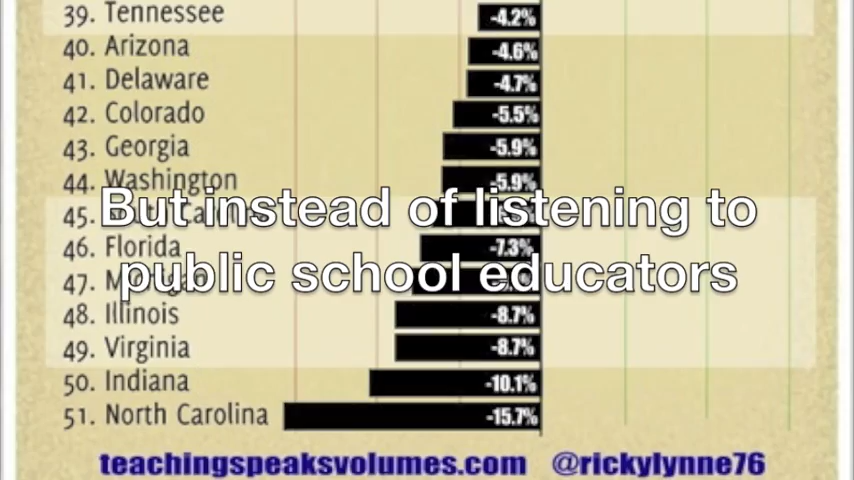 39. Tennessee -4.2%
40. Arizona -4.6%
41. Delaware -4.7%
42. Colorado -5.5%
43. Georgia -5.9%
44. Washington -5.9%
45.
But instead of listening to
46. Florida -7.3%
47.
public school educators
48. Illinois -8.7%
49. Virginia -8.7%
50. Indiana -10.1%
51. North Carolina -15.7%
teachingspeaksvolumes.com @rickylynne76